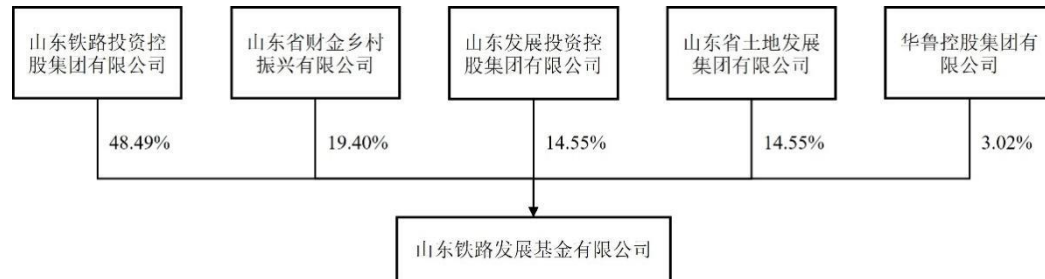 山东铁路投资控
股集团有限公司
山东省财金乡村
振兴有限公司
山东发展投资控
股集团有限公司
山东省土地发展
集团有限公司
华鲁控股集团有
限公司
48.49%
19.40%
14.55%
14.55%
3.02%
山东铁路发展基金有限公司